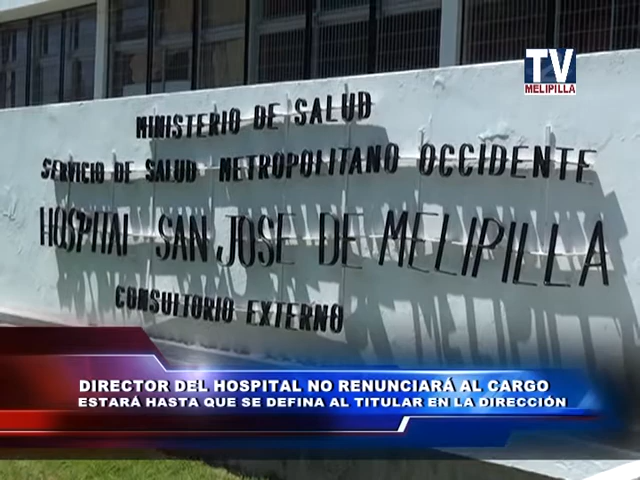 TV
MELIPILLA
MINISTERIO DE SALUD
SERVICIO DE SALUD METROPOLITANO OCCIDENTE
HOSPITAL SAN JOSE DE MELIPILLA
CONSULTORIO EXTERNO
DIRECTOR DEL HOSPITAL NO RENUNCIARÁ AL CARGO
ESTARÁ HASTA QUE SE DEFINA AL TITULAR EN LA DIRECCIÓN